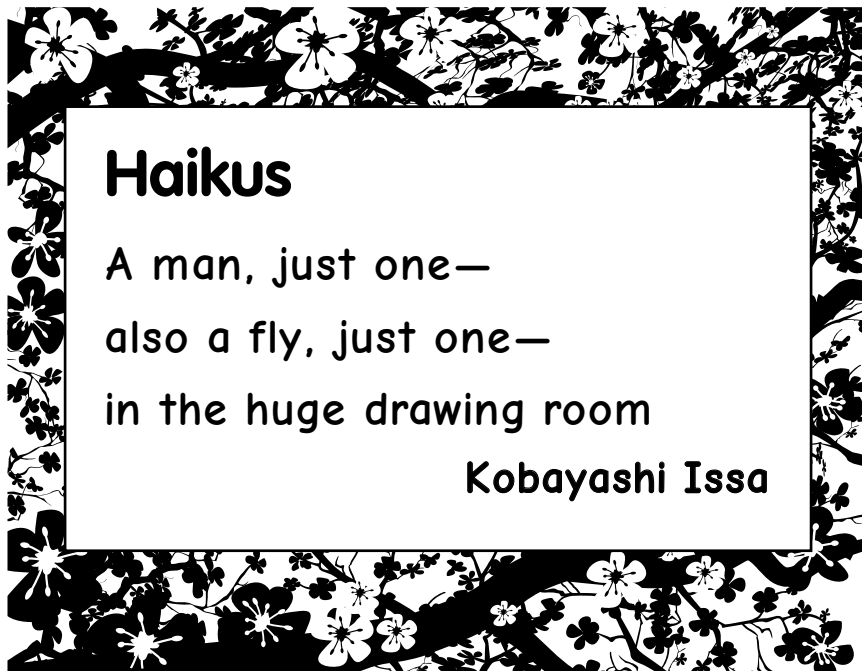 Haikus
A man, just one—
also a fly, just one—
in the huge drawing room
Kobayashi Issa